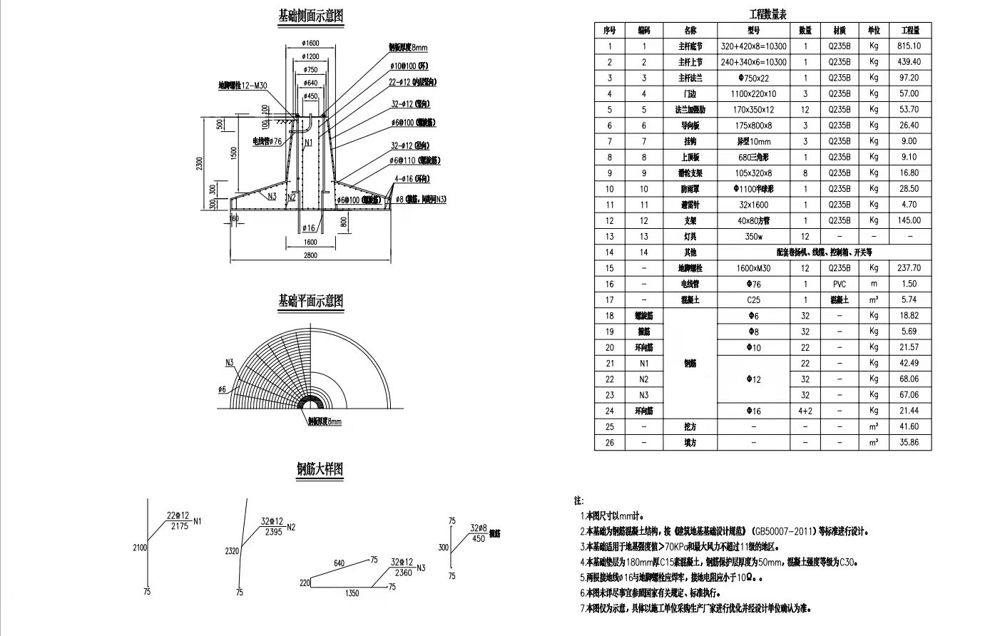 基础侧面示意图
ø1600
ø1200
ø750
ø640
ø450
钢板厚度8mm
ø10@100 (环)
22-ø12 (内层竖向)
32-ø12 (竖向)
ø6@100 (螺旋筋)
32-ø12 (径向)
ø6@110 (螺旋筋)
4-ø16 (环向)
ø8 (箍筋, 间距同N3)
ø6@100 (螺旋筋)
地脚螺栓12-M30
电线管ø76
100
100
500
1500
2300
300
300
160
N1
N2
N3
ø16
800
1600
2800
基础平面示意图
N3
ø6
钢板厚度8mm
钢筋大样图
22Φ12 N1
2175
2100
75
32Φ12 N2
2395
2320
75
640
75
220
1350
75
32Φ12 N3
2360
75
300
75
32ø8 箍筋
450
工程数量表
序号 编码 名称 型号 数量 材质 单位 工程量
1 1 主杆底节 320+420x8=10300 1 Q235B Kg 815.10
2 2 主杆上节 240+340x6=10300 1 Q235B Kg 439.40
3 3 主杆法兰 Φ750x22 1 Q235B Kg 97.20
4 4 门边 1100x220x10 3 Q235B Kg 57.00
5 5 法兰加强肋 170x350x12 12 Q235B Kg 53.70
6 6 导向板 175x800x8 3 Q235B Kg 26.40
7 7 挂钩 异型10mm 3 Q235B Kg 9.00
8 8 上顶板 680三角形 1 Q235B Kg 9.10
9 9 滑轮支架 105x320x8 8 Q235B Kg 16.80
10 10 防雨罩 Φ1100半球形 1 Q235B Kg 28.50
11 11 避雷针 32x1600 1 Q235B Kg 4.70
12 12 支架 40x80方管 1 Q235B Kg 145.00
13 13 灯具 350w 12 - - -
14 14 其他 配套卷扬机、线缆、控制箱、开关等
15 - 地脚螺栓 1600xM30 12 Q235B Kg 237.70
16 - 电线管 Φ76 1 PVC m 1.50
17 - 混凝土 C25 1 混凝土 m³ 5.74
18 螺旋筋 钢筋 Φ6 32 - Kg 18.82
19 箍筋 Φ8 32 - Kg 5.69
20 环向筋 Φ10 22 - Kg 21.57
21 N1 Φ12 22 - Kg 42.49
22 N2 32 - Kg 68.06
23 N3 32 - Kg 67.06
24 环向筋 Φ16 4+2 - Kg 21.44
25 - 挖方 - - - m³ 41.60
26 - 填方 - - - m³ 35.86
注:
1.本图尺寸以mm计。
2.本基础为钢筋混凝土结构，按《建筑地基基础设计规范》（GB50007-2011）等标准进行设计。
3.本基础适用于地基强度值>70KPa和最大风力不超过11级的地区。
4.本基础垫层为180mm厚C15素混凝土，钢筋保护层厚度为50mm，混凝土强度等级为C30。
5.两根接地线ø16与地脚螺栓应焊牢，接地电阻应小于10Ω。。
6.本图未详尽事宜参照国家有关规定、标准执行。
7.本图仅为示意，具体以施工单位采购生产厂家进行优化并经设计单位确认为准。